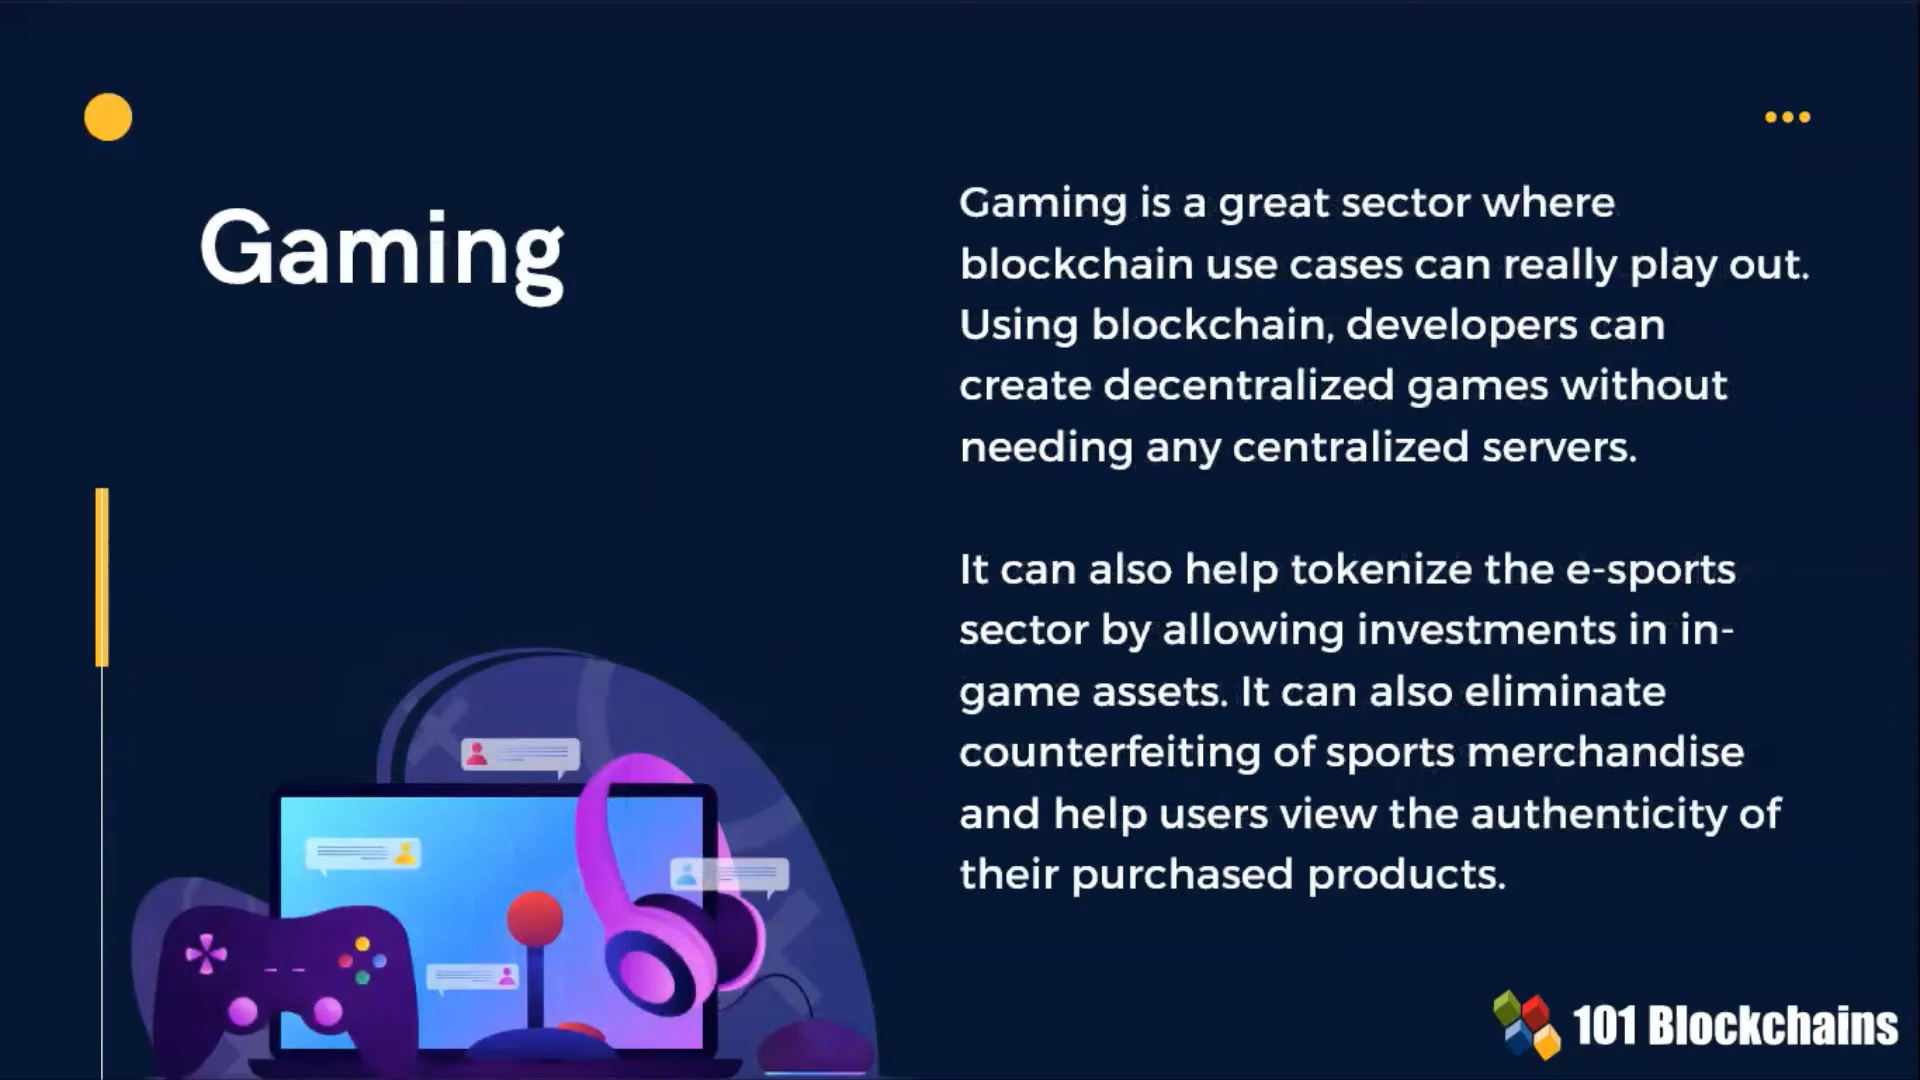 Gaming
Gaming is a great sector where
blockchain use cases can really play out.
Using blockchain, developers can
create decentralized games without
needing any centralized servers.
It can also help tokenize the e-sports
sector by allowing investments in in-
game assets. It can also eliminate
counterfeiting of sports merchandise
and help users view the authenticity of
their purchased products.
101 Blockchains